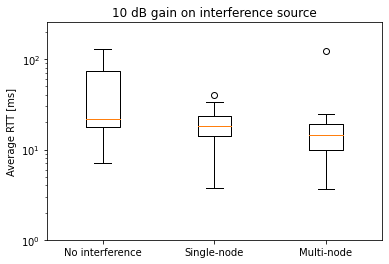 10 dB gain on interference source
Average RTT [ms]
10²
10¹
10⁰
No interference
Single-node
Multi-node